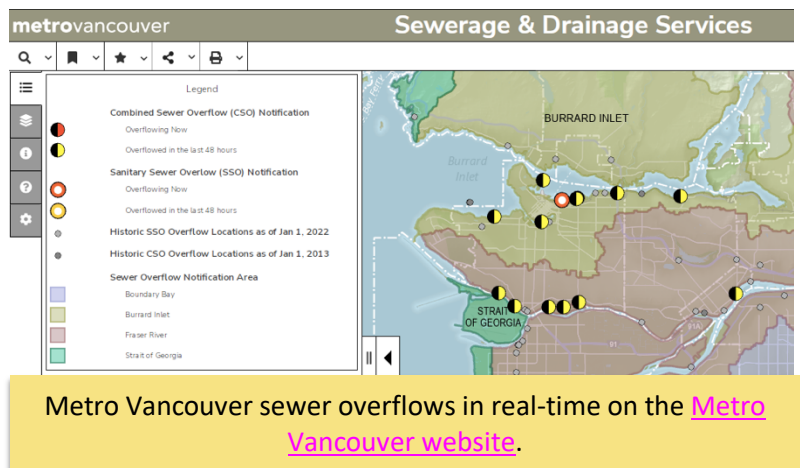 metrovancouver
Sewerage & Drainage Services
Legend
Combined Sewer Overflow (CSO) Notification
Overflowing Now
Overflowed in the last 48 hours
Sanitary Sewer Overlow (SSO) Notification
Overflowing Now
Overflowed in the last 48 hours
Historic SSO Overflow Locations as of Jan 1, 2022
Historic CSO Overflow Locations as of Jan 1, 2013
Sewer Overflow Notification Area
Boundary Bay
Burrard Inlet
Fraser River
Strait of Georgia
Bay Ferry
BURRARD INLET
Burrard
Inlet
STRAIT
OF GEORGIA
91A
Metro Vancouver sewer overflows in real-time on the Metro
Vancouver website.